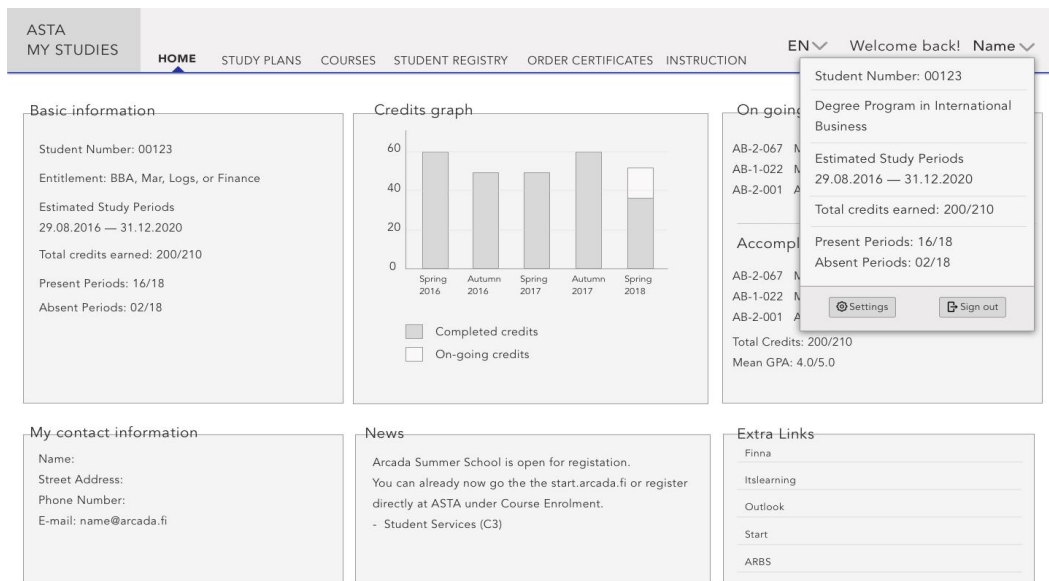 ASTA
MY STUDIES
HOME STUDY PLANS COURSES STUDENT REGISTRY ORDER CERTIFICATES INSTRUCTION
EN Welcome back! Name
Student Number: 00123
Degree Program in International
Business
Estimated Study Periods
29.08.2016 — 31.12.2020
Total credits earned: 200/210
Present Periods: 16/18
Absent Periods: 02/18
Settings Sign out
Basic information
Student Number: 00123
Entitlement: BBA, Mar, Logs, or Finance
Estimated Study Periods
29.08.2016 — 31.12.2020
Total credits earned: 200/210
Present Periods: 16/18
Absent Periods: 02/18
Credits graph
60
40
20
0
Spring 2016
Autumn 2016
Spring 2017
Autumn 2017
Spring 2018
Completed credits
On-going credits
On going
AB-2-067
AB-1-022
AB-2-001
AB-2-067
AB-1-022
AB-2-001
Total Credits: 200/210
Mean GPA: 4.0/5.0
My contact information
Name:
Street Address:
Phone Number:
E-mail: name@arcada.fi
News
Arcada Summer School is open for registation.
You can already now go the the start.arcada.fi or register
directly at ASTA under Course Enrolment.
- Student Services (C3)
Extra Links
Finna
Itslearning
Outlook
Start
ARBS